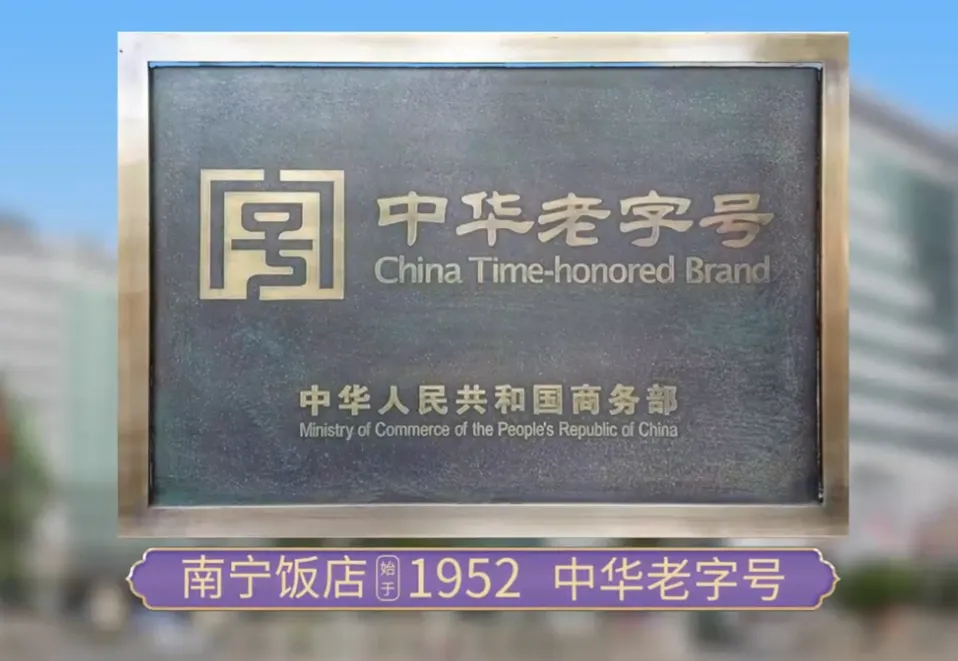 中华老字号
China Time-honored Brand
中华人民共和国商务部
Ministry of Commerce of the People's Republic of China
南宁饭店 始于 1952 中华老字号